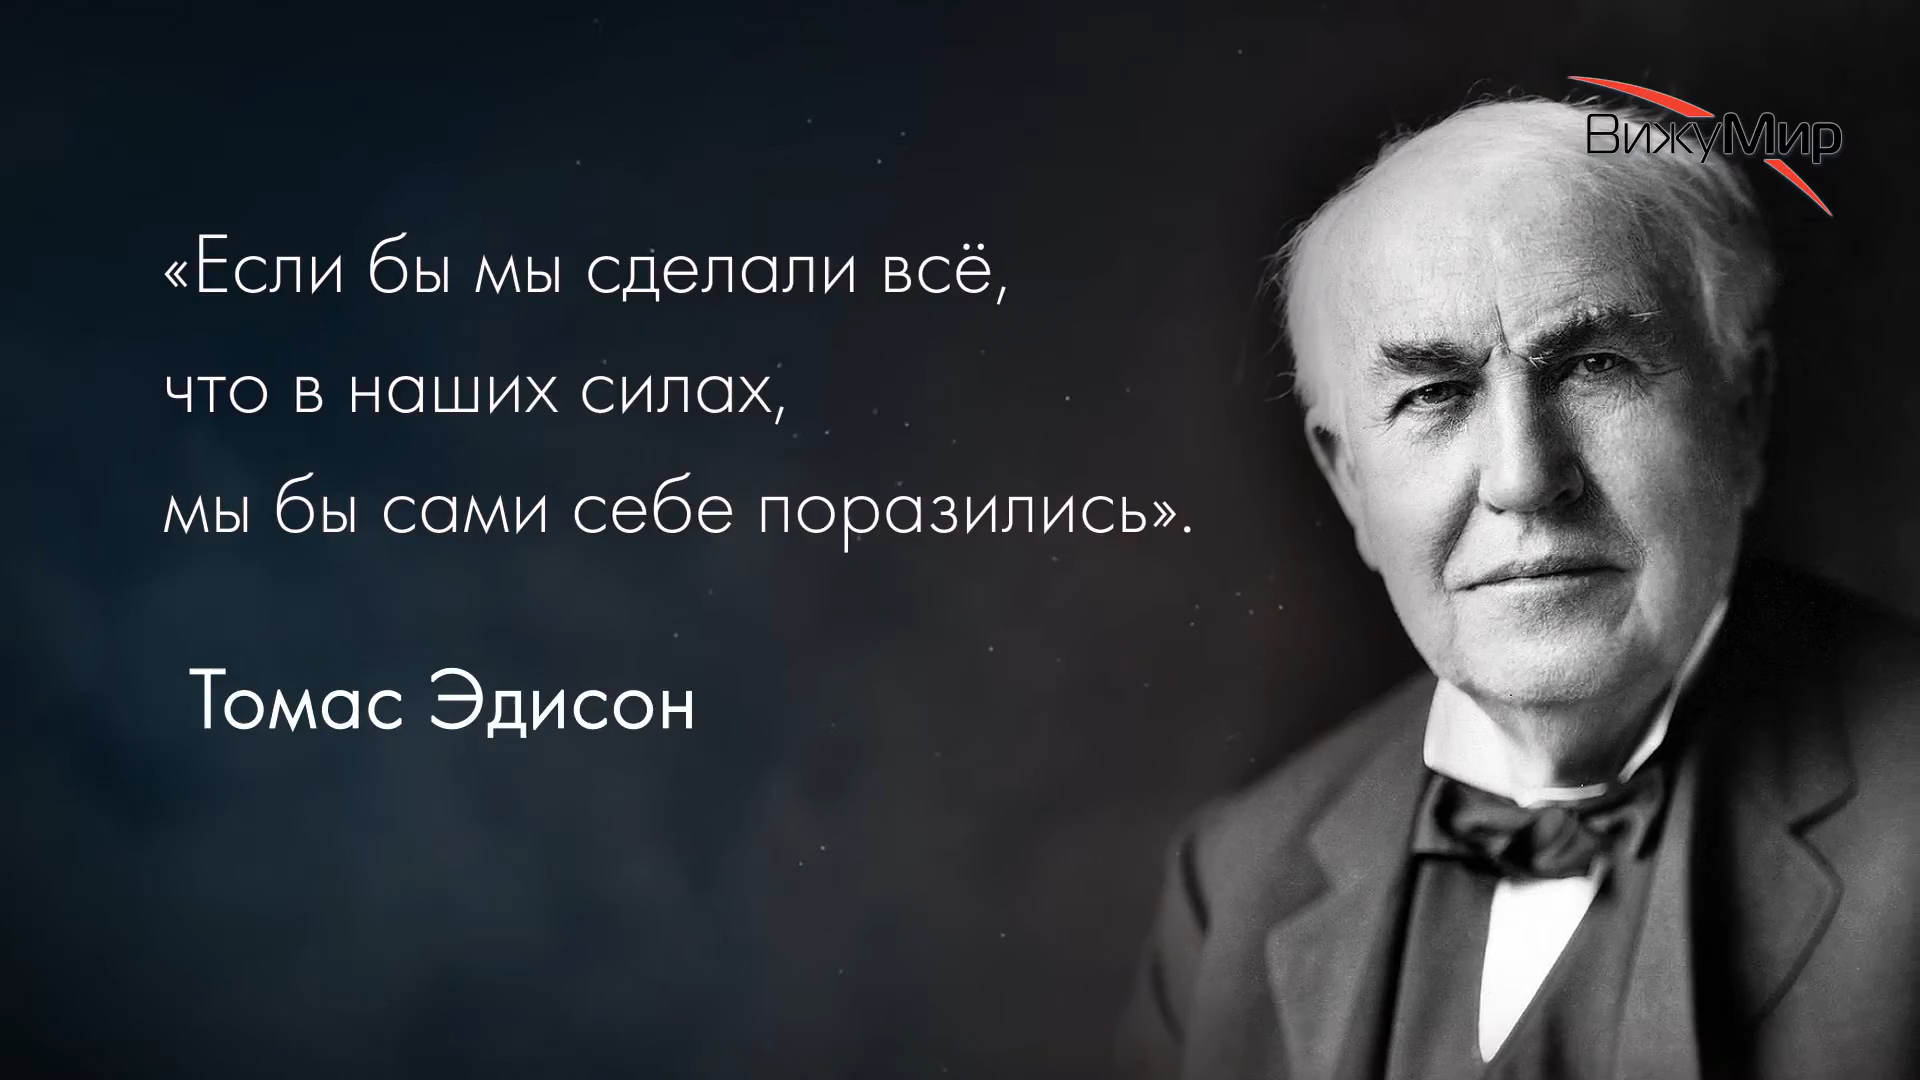 ВижуМир
«Если бы мы сделали всё,
что в наших силах,
мы бы сами себе поразились».
Томас Эдисон